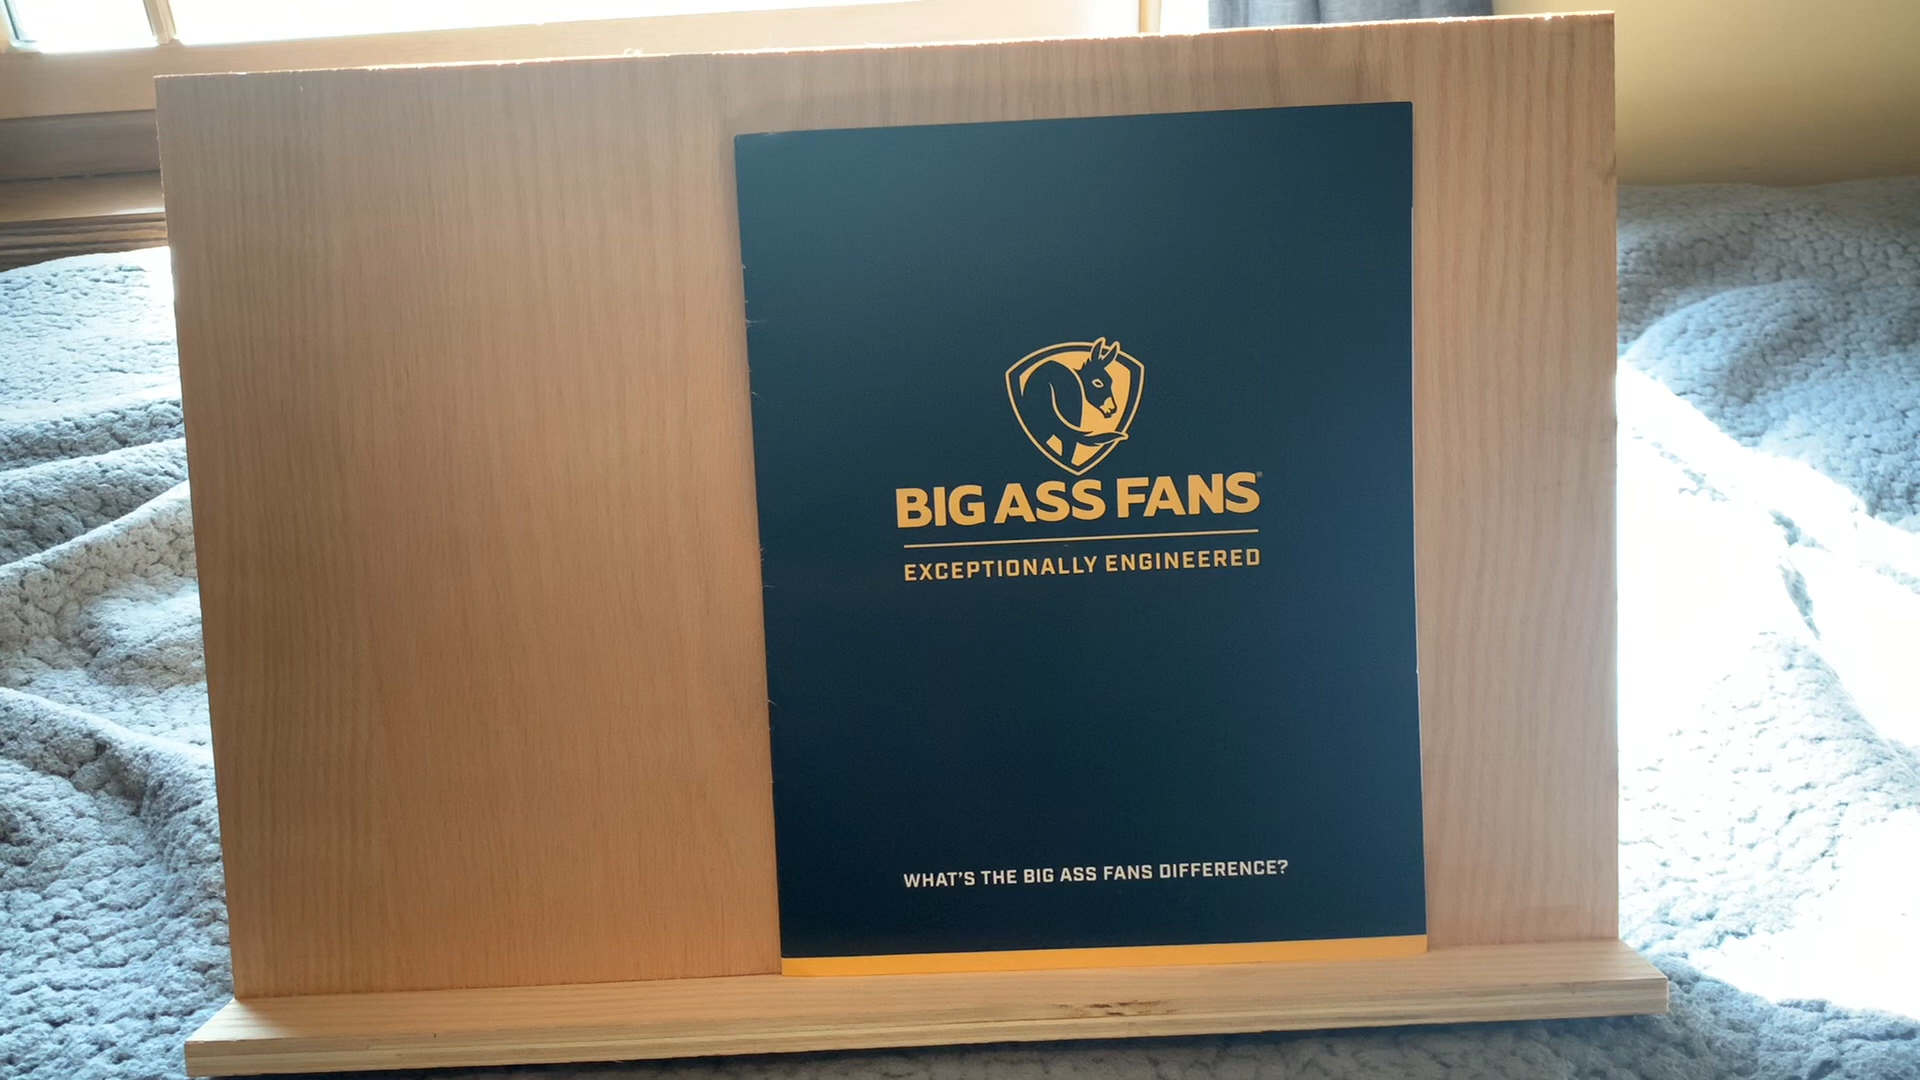 BIG ASS FANS®
EXCEPTIONALLY ENGINEERED
WHAT'S THE BIG ASS FANS DIFFERENCE?